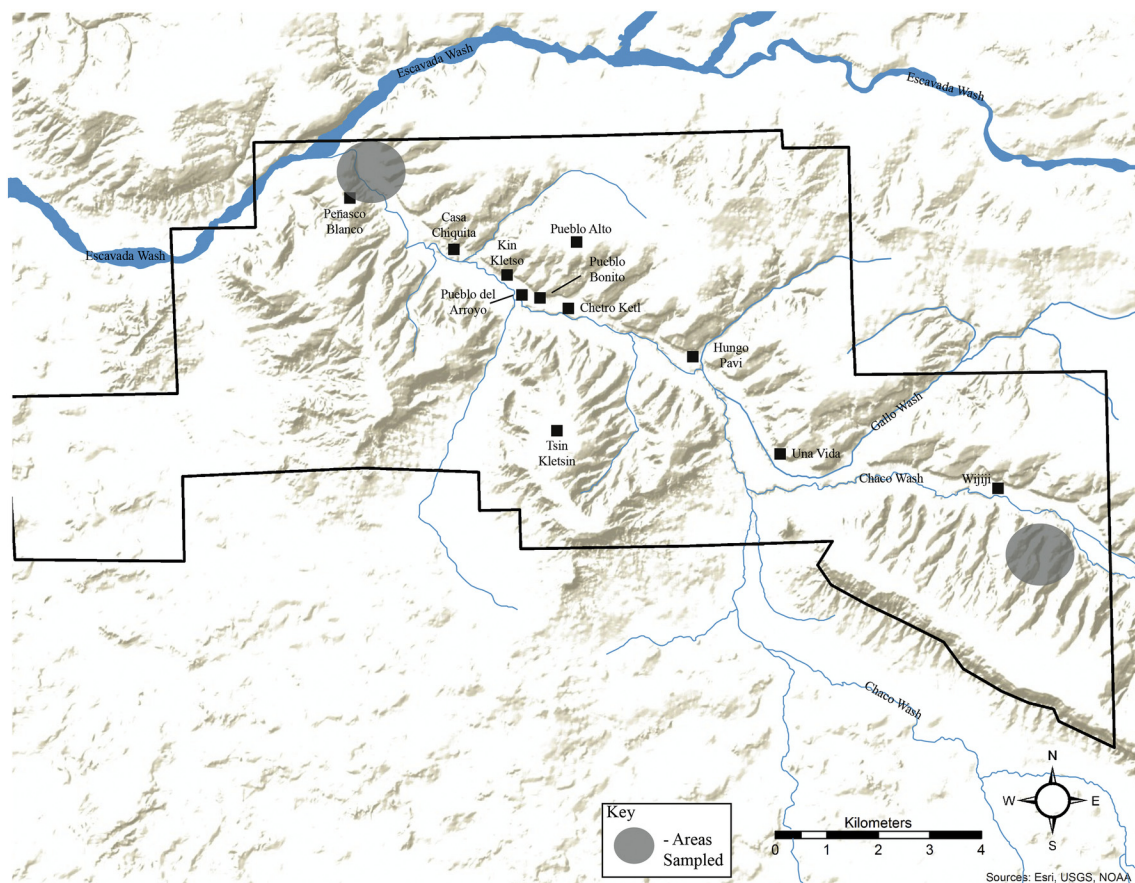 Escavada Wash
Escavada Wash
Escavada Wash
Peñasco
Blanco
Casa
Chiquita
Kin
Kletso
Pueblo Alto
Pueblo
Bonito
Pueblo del
Arroyo
Chetro Ketl
Hungo
Pavi
Tsin
Kletsin
Una Vida
Gallo Wash
Chaco Wash
Wijiji
Chaco Wash
Key
- Areas
Sampled
Kilometers
0 1 2 3 4
N
W E
S
Sources: Esri, USGS, NOAA